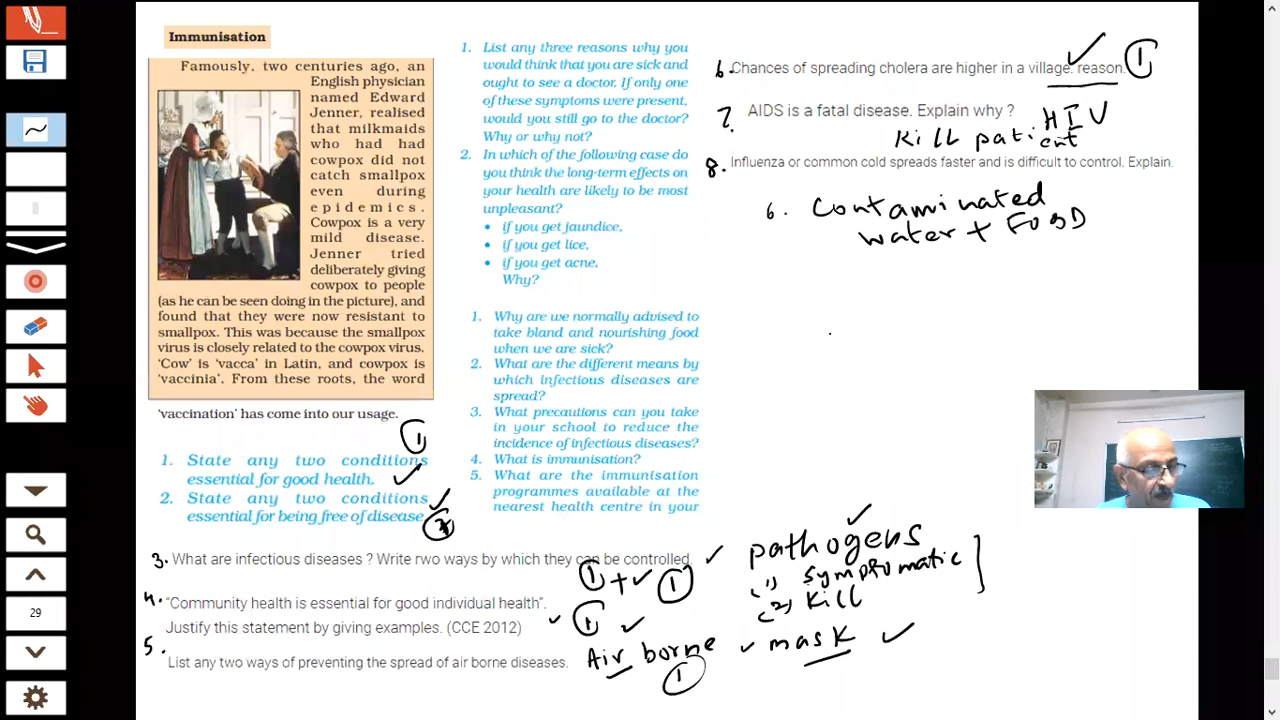 Immunisation
Famously, two centuries ago, an
English physician
named Edward
Jenner, realised
that milkmaids
who had had
cowpox did not
catch smallpox
even during
epidemics.
Cowpox is a very
mild disease.
Jenner tried
deliberately giving
cowpox to people
(as he can be seen doing in the picture), and
found that they were now resistant to
smallpox. This was because the smallpox
virus is closely related to the cowpox virus.
'Cow' is 'vacca' in Latin, and cowpox is
'vaccinia'. From these roots, the word
'vaccination' has come into our usage.
1
1. State any two conditions
essential for good health.
2. State any two conditions
essential for being free of disease.
1. List any three reasons why you
would think that you are sick and
ought to see a doctor. If only one
of these symptoms were present,
would you still go to the doctor?
Why or why not?
2. In which of the following case do
you think the long-term effects on
your health are likely to be most
unpleasant?
• if you get jaundice,
• if you get lice,
• if you get acne.
Why?
1. Why are we normally advised to
take bland and nourishing food
when we are sick?
2. What are the different means by
which infectious diseases are
spread?
3. What precautions can you take
in your school to reduce the
incidence of infectious diseases?
4. What is immunisation?
5. What are the immunisation
programmes available at the
nearest health centre in your
6. Chances of spreading cholera are higher in a village. reason. 1
7. AIDS is a fatal disease. Explain why ? HIV
Kill patient
8. Influenza or common cold spreads faster and is difficult to control. Explain.
6. Contaminated
water + FOOD
3. What are infectious diseases ? Write two ways by which they can be controlled.
1 + 1
pathogens
(1) symptomatic
(2) Kill
4. "Community health is essential for good individual health".
Justify this statement by giving examples. (CCE 2012)
1
5. List any two ways of preventing the spread of air borne diseases.
Air borne mask
1
29